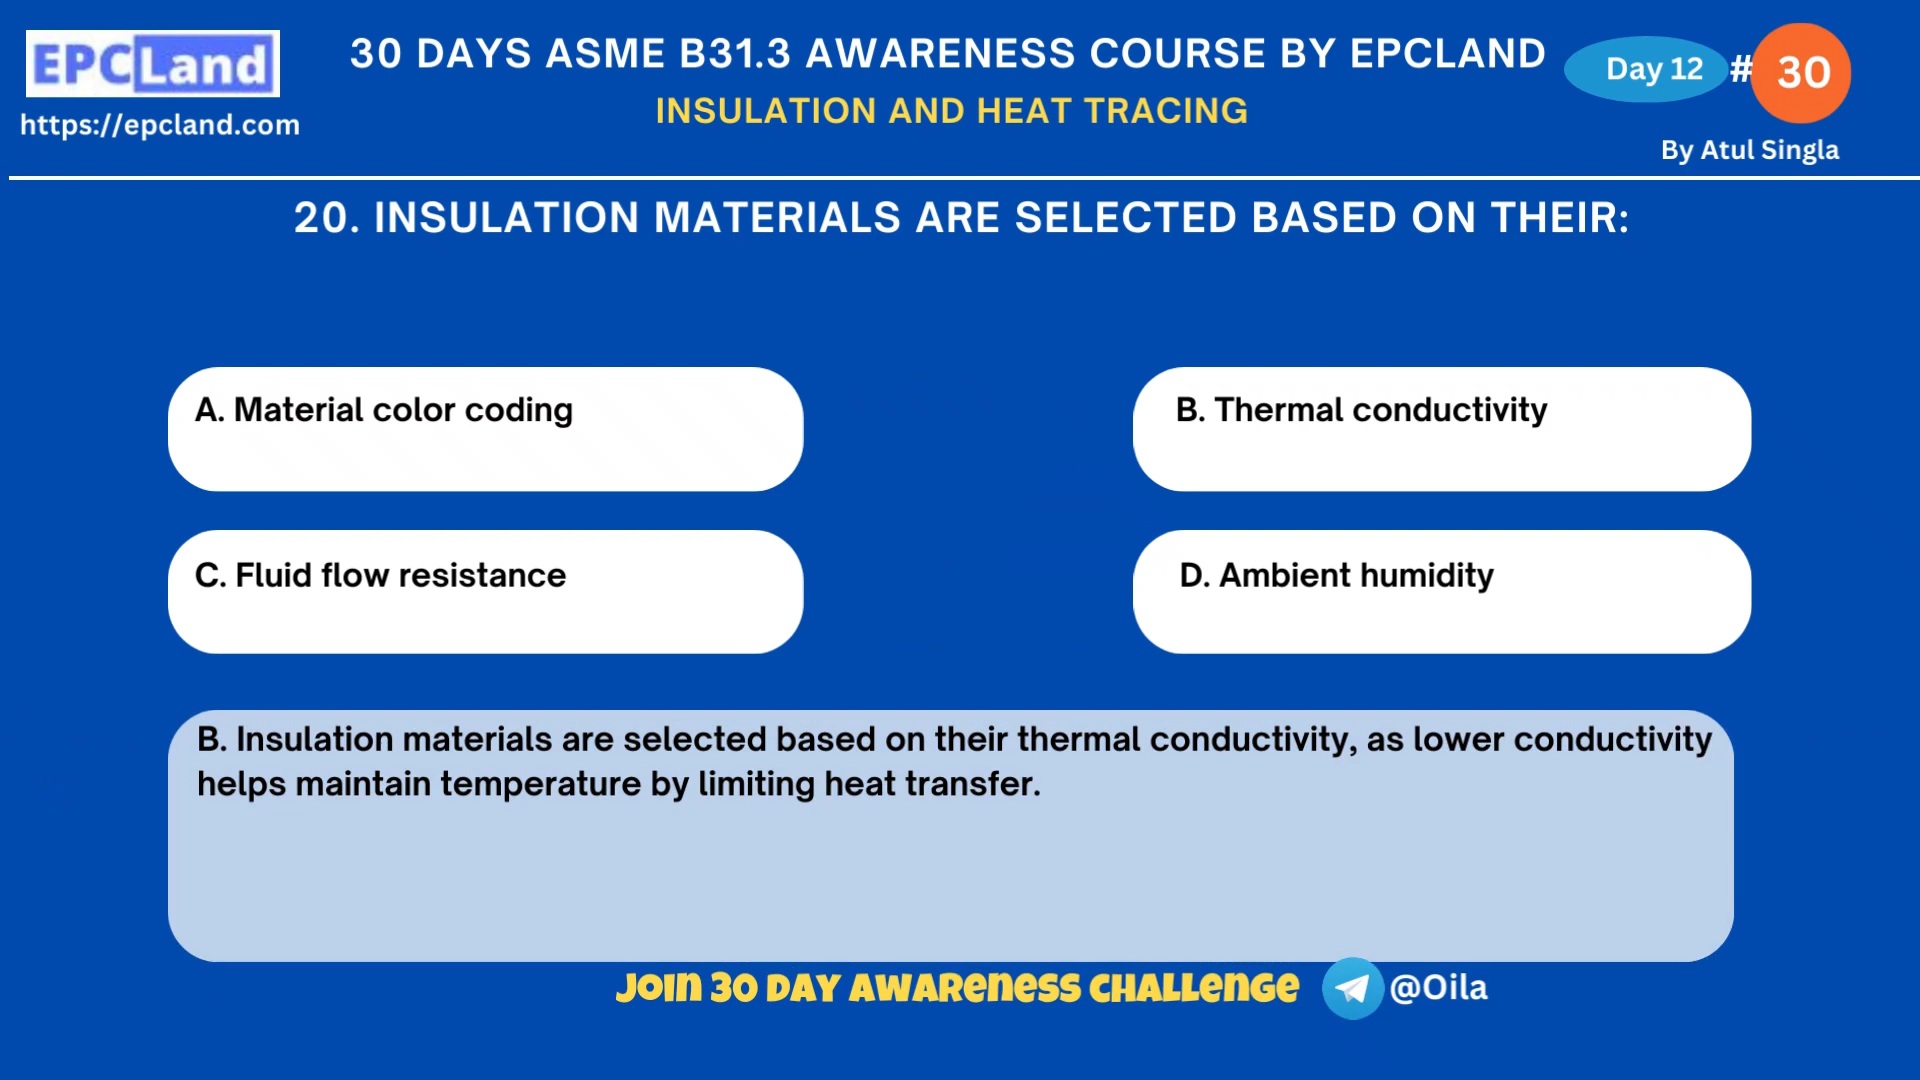 EPCLand
https://epcland.com
30 DAYS ASME B31.3 AWARENESS COURSE BY EPCLAND
INSULATION AND HEAT TRACING
Day 12 # 30
By Atul Singla
20. INSULATION MATERIALS ARE SELECTED BASED ON THEIR:
A. Material color coding
B. Thermal conductivity
C. Fluid flow resistance
D. Ambient humidity
B. Insulation materials are selected based on their thermal conductivity, as lower conductivity
helps maintain temperature by limiting heat transfer.
Join 30 Day Awareness Challenge @Oila